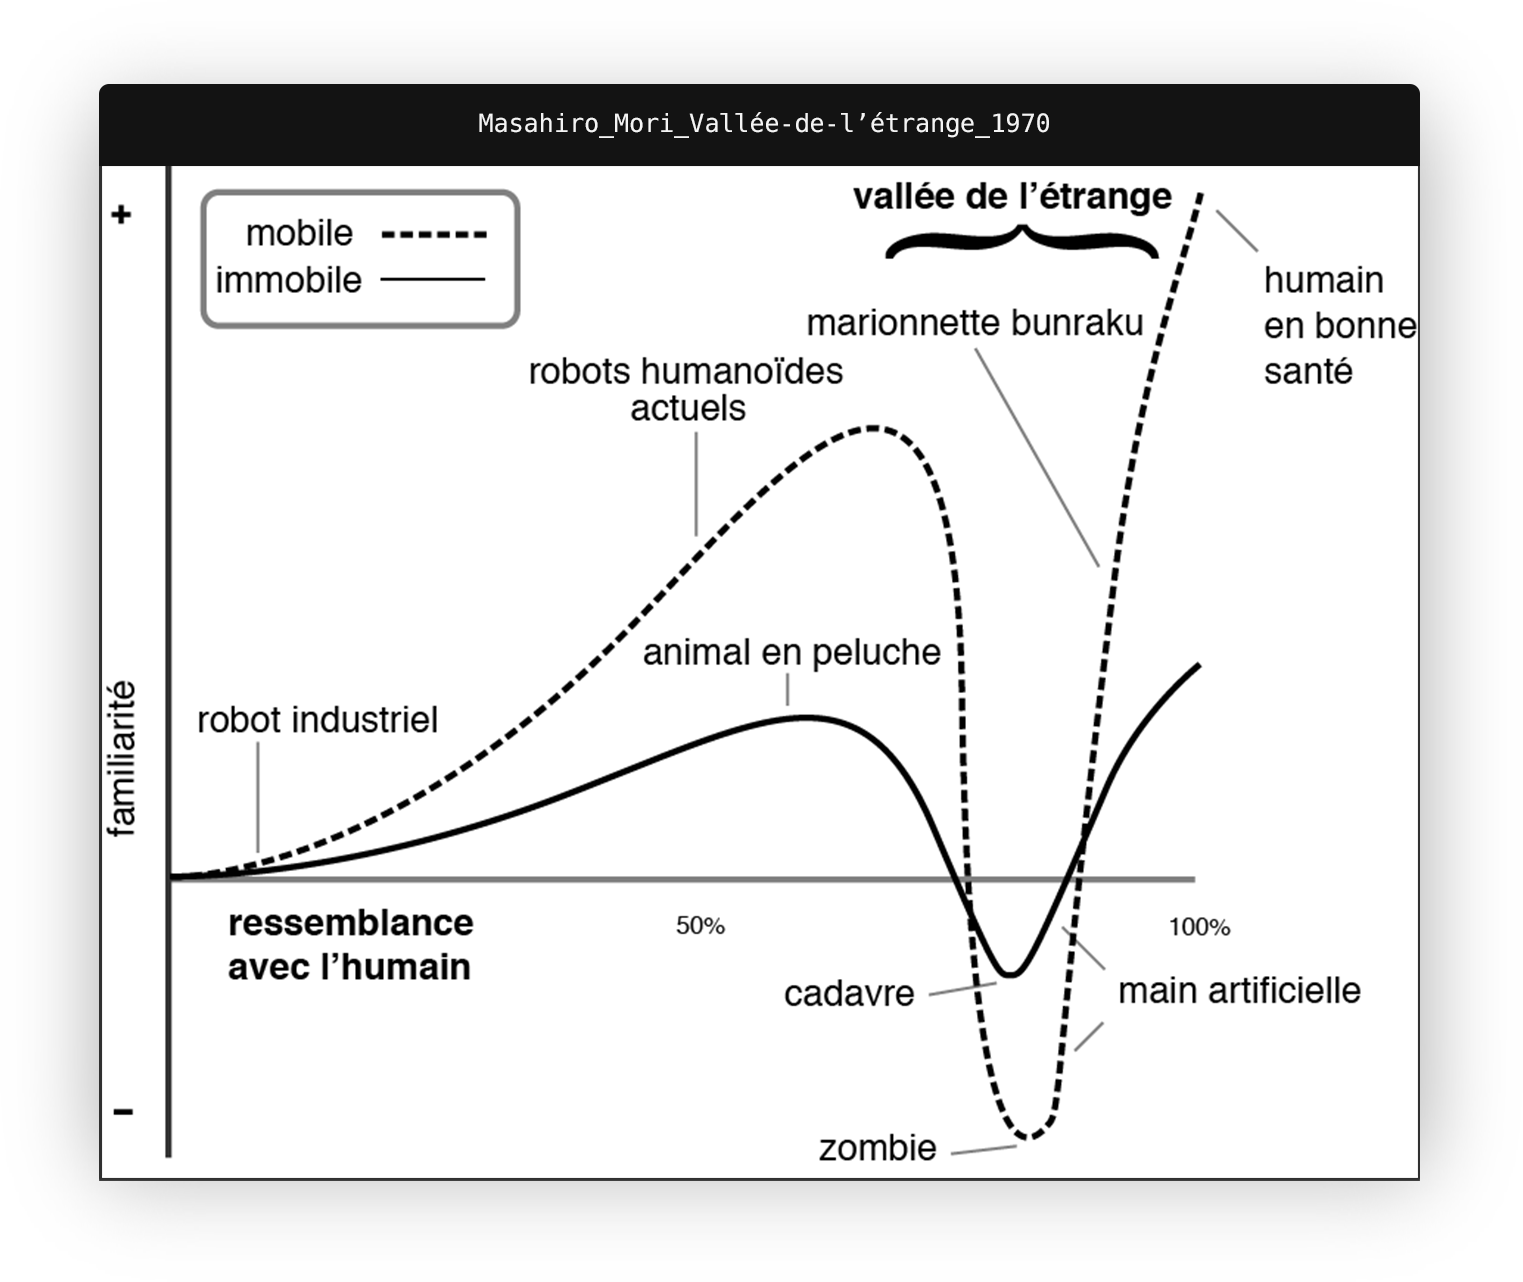 Masahiro_Mori_Vallée-de-l’étrange_1970
+
mobile
immobile
vallée de l’étrange
humain
en bonne
santé
marionnette bunraku
robots humanoïdes
actuels
animal en peluche
robot industriel
familiarité
ressemblance
avec l’humain
50%
100%
cadavre
main artificielle
zombie
–